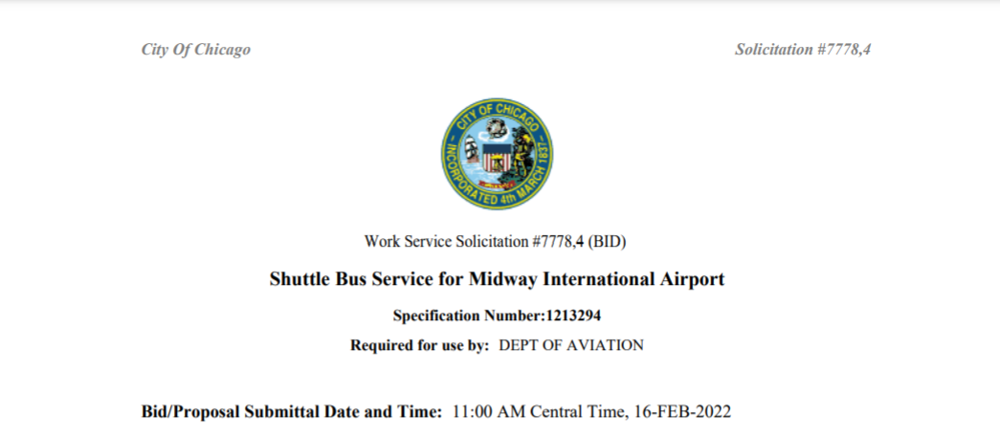 City Of Chicago
Solicitation #7778,4
CITY OF CHICAGO
INCORPORATED 4th MARCH 1837
Work Service Solicitation #7778,4 (BID)
Shuttle Bus Service for Midway International Airport
Specification Number:1213294
Required for use by: DEPT OF AVIATION
Bid/Proposal Submittal Date and Time: 11:00 AM Central Time, 16-FEB-2022